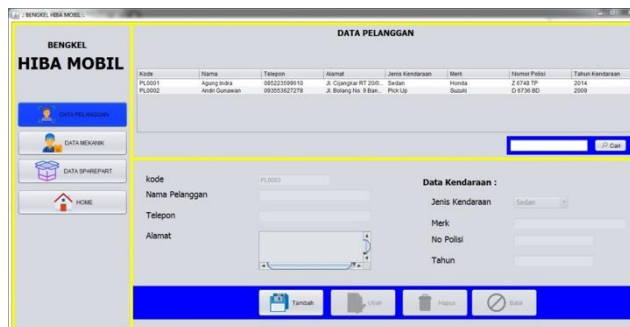 .: BENGKEL HIBA MOBIL :.
BENGKEL
HIBA MOBIL
DATA PELANGGAN
DATA MEKANIK
DATA SPAREPART
HOME
DATA PELANGGAN
Kode Nama Telepon Alamat Jenis Kendaraan Merk Nomor Polisi Tahun Kendaraan
PL0001 Agung Indra 085223599610 Jl. Cijangkar RT 20/0... Sedan Honda Z 6748 TP 2014
PL0002 Andri Gunawan 093553627278 Jl. Bolang No. 9 Ban... Pick Up Suzuki D 6736 BD 2009
Cari
kode PL0003
Nama Pelanggan
Telepon
Alamat
Data Kendaraan :
Jenis Kendaraan Sedan
Merk
No Polisi
Tahun
Tambah Ubah Hapus Batal